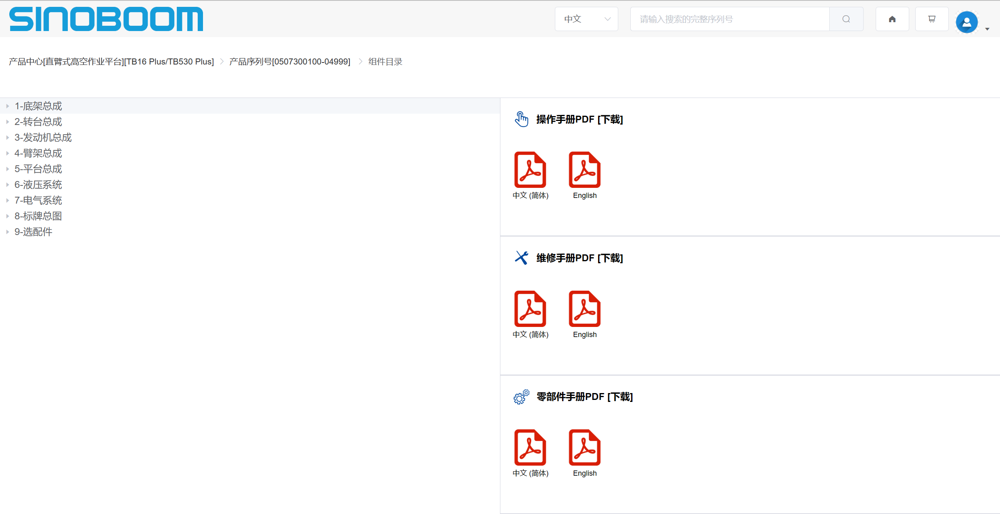 SINOBOOM
中文
请输入搜索的完整序列号
产品中心[直臂式高空作业平台][TB16 Plus/TB530 Plus]
产品序列号[0507300100-04999]
组件目录
1-底架总成
2-转台总成
3-发动机总成
4-臂架总成
5-平台总成
6-液压系统
7-电气系统
8-标牌总图
9-选配件
操作手册PDF [下载]
中文 (简体)
English
维修手册PDF [下载]
中文 (简体)
English
零部件手册PDF [下载]
中文 (简体)
English